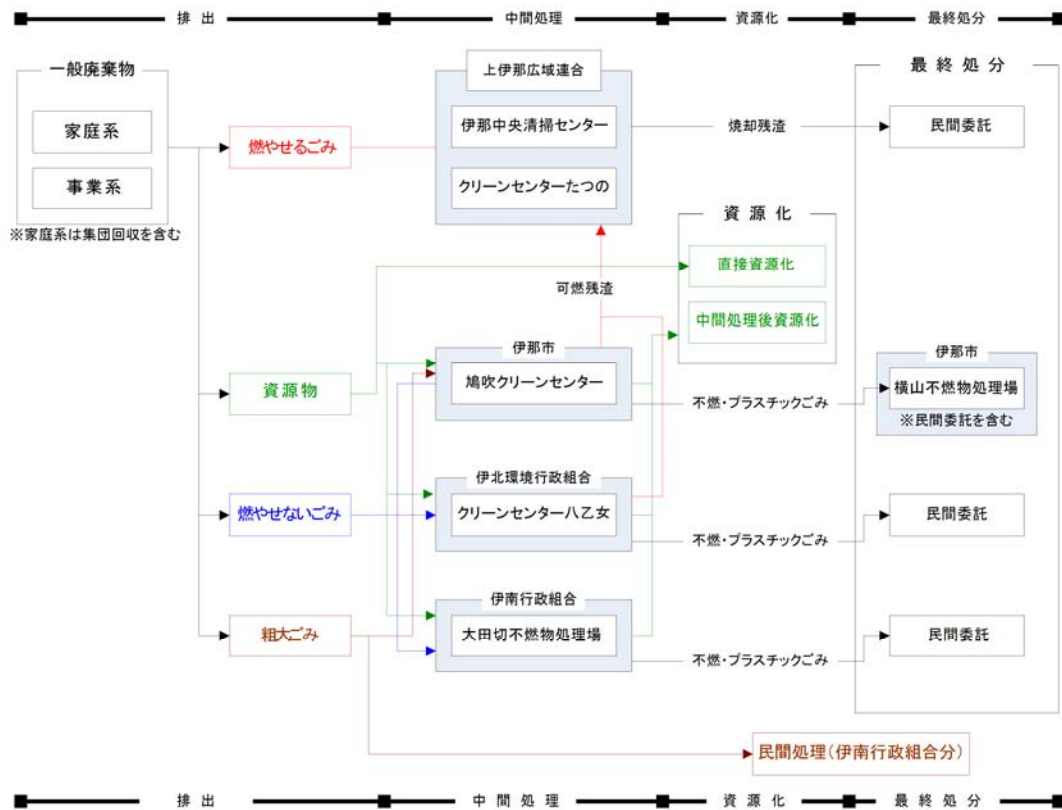 排出
中間処理
資源化
最終処分
一般廃棄物
家庭系
事業系
※家庭系は集団回収を含む
燃やせるごみ
資源物
燃やせないごみ
粗大ごみ
上伊那広域連合
伊那中央清掃センター
クリーンセンターたつの
可燃残渣
伊那市
鳩吹クリーンセンター
伊北環境行政組合
クリーンセンター八乙女
伊南行政組合
大田切不燃物処理場
焼却残渣
資源化
直接資源化
中間処理後資源化
不燃・プラスチックごみ
不燃・プラスチックごみ
不燃・プラスチックごみ
最終処分
民間委託
伊那市
横山不燃物処理場
※民間委託を含む
民間委託
民間委託
民間処理(伊南行政組合分)
排出
中間処理
資源化
最終処分